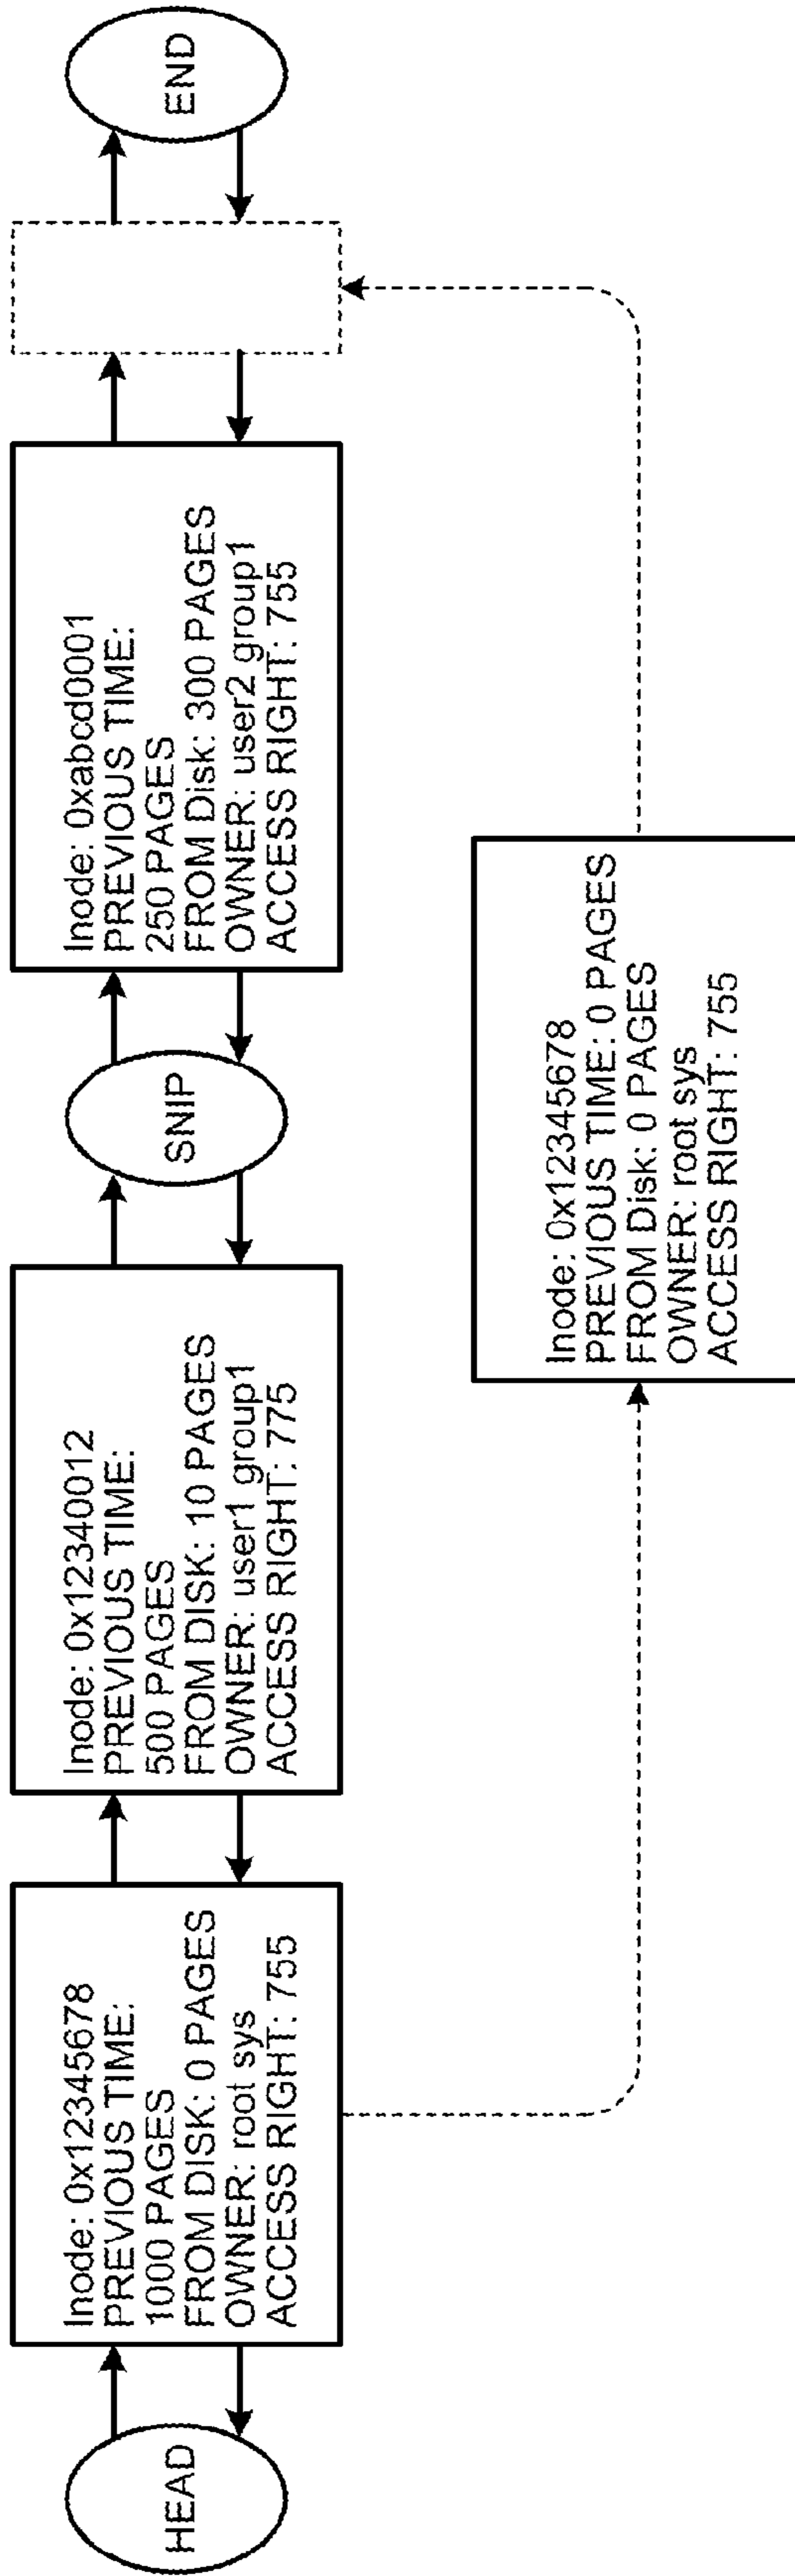 HEAD
Inode: 0x12345678
PREVIOUS TIME:
1000 PAGES
FROM DISK: 0 PAGES
OWNER: root sys
ACCESS RIGHT: 755
Inode: 0x12340012
PREVIOUS TIME:
500 PAGES
FROM DISK: 10 PAGES
OWNER: user1 group1
ACCESS RIGHT: 775
SNIP
Inode: 0xabcd0001
PREVIOUS TIME:
250 PAGES
FROM Disk: 300 PAGES
OWNER: user2 group1
ACCESS RIGHT: 755
END
Inode: 0x12345678
PREVIOUS TIME: 0 PAGES
FROM Disk: 0 PAGES
OWNER: root sys
ACCESS RIGHT: 755